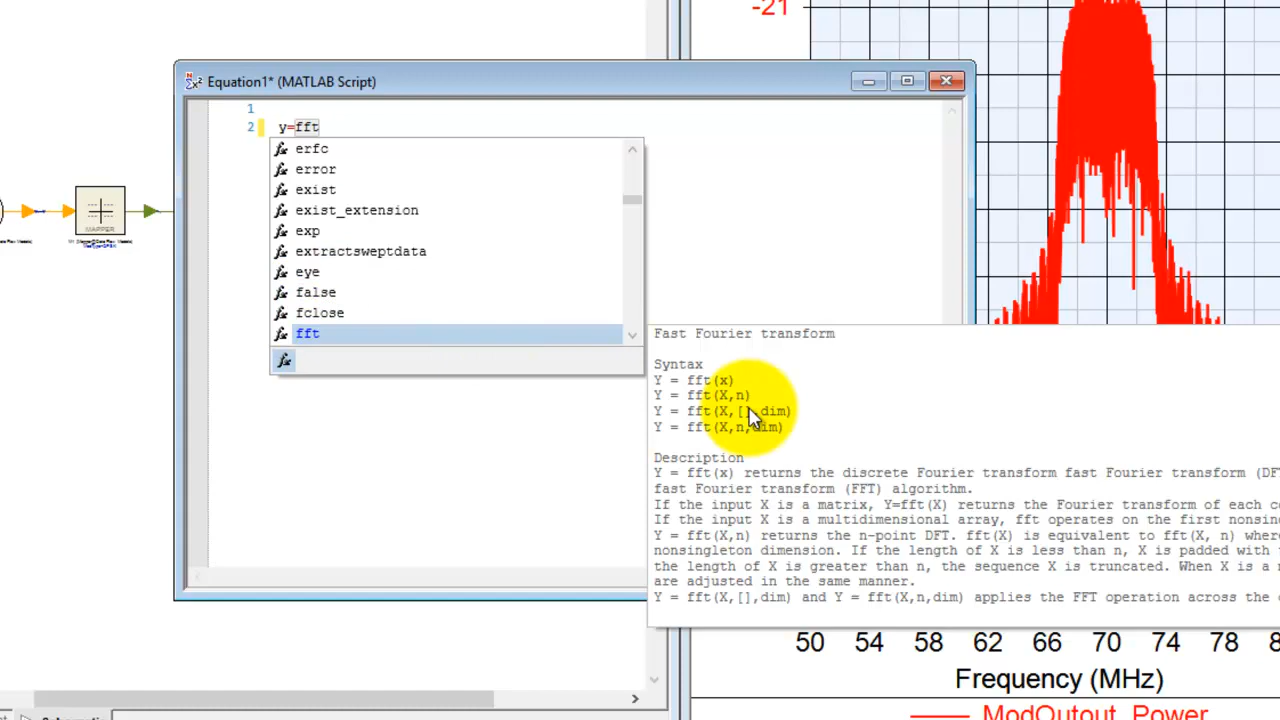 -21
Equation1* (MATLAB Script)
1
2 y=fft
erfc
error
exist
exist_extension
exp
extractsweptdata
eye
false
fclose
fft
MAPPER
Fast Fourier transform
Syntax
Y = fft(x)
Y = fft(X,n)
Y = fft(X,[],dim)
Y = fft(X,n,dim)
Description
Y = fft(x) returns the discrete Fourier transform fast Fourier transform (DF
fast Fourier transform (FFT) algorithm.
If the input X is a matrix, Y=fft(X) returns the Fourier transform of each co
If the input X is a multidimensional array, fft operates on the first nonsin
Y = fft(X,n) returns the n-point DFT. fft(X) is equivalent to fft(X, n) where
nonsingleton dimension. If the length of X is less than n, X is padded with
the length of X is greater than n, the sequence X is truncated. When X is a
are adjusted in the same manner.
Y = fft(X,[],dim) and Y = fft(X,n,dim) applies the FFT operation across the
50 54 58 62 66 70 74 78
Frequency (MHz)
ModOutput_Power